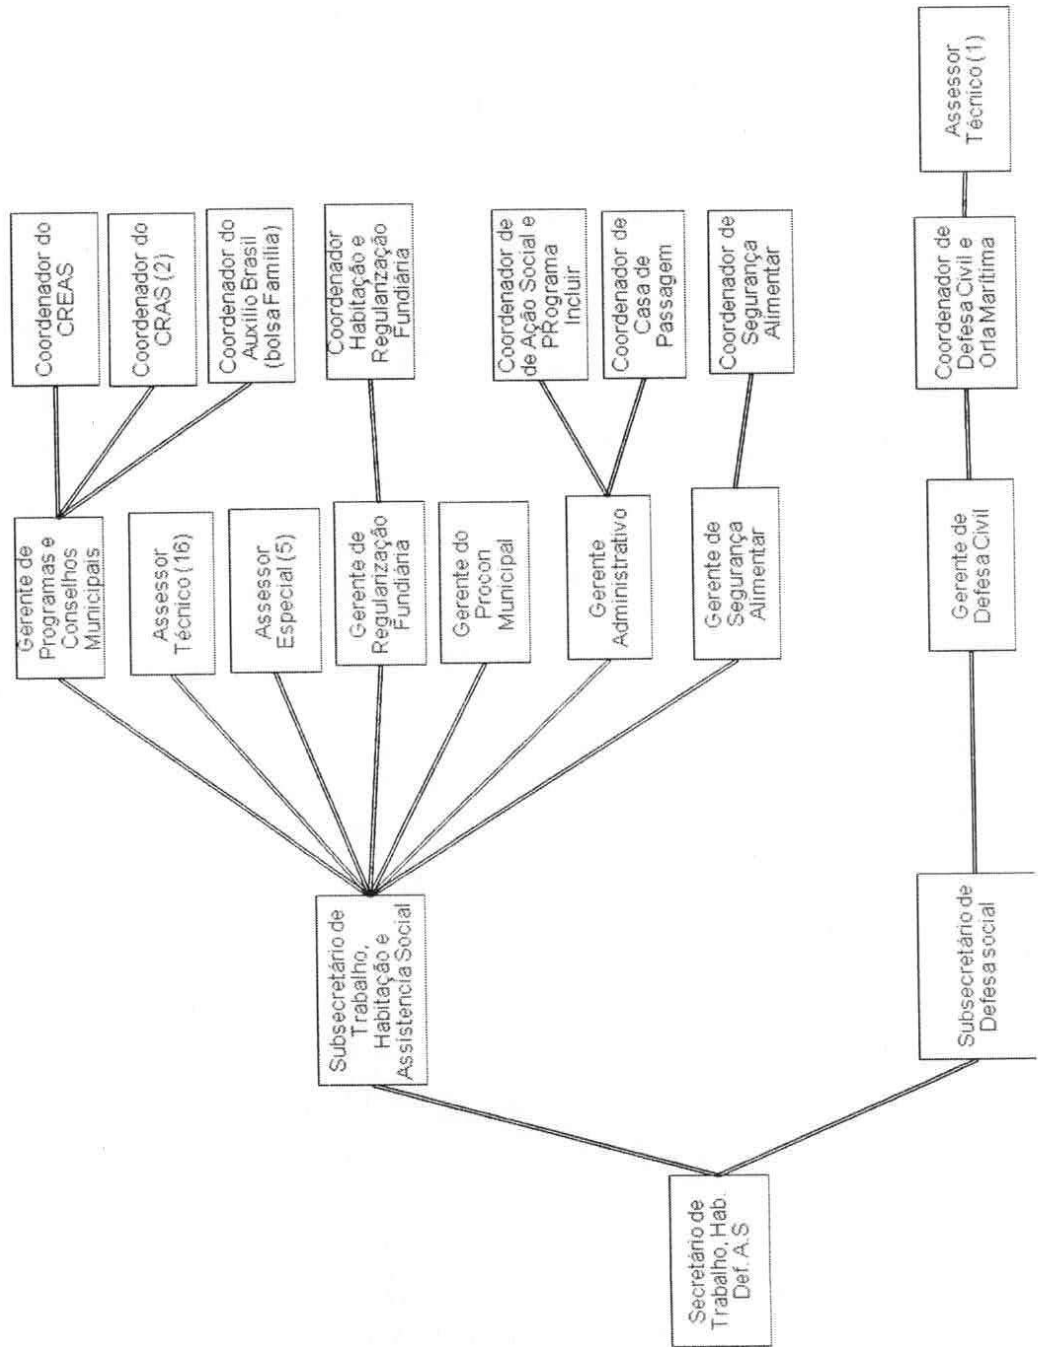 Secretário de
Trabalho, Hab.
Def. A.S
Subsecretário de
Trabalho,
Habitação e
Assistencia Social
Subsecretário de
Defesa social
Gerente de
Programas e
Conselhos
Municipais
Assessor
Técnico (16)
Assessor
Especial (5)
Gerente de
Regularização
Fundiária
Gerente do
Procon
Municipal
Gerente
Administrativo
Gerente de
Segurança
Alimentar
Gerente de
Defesa Civil
Coordenador do
CREAS
Coordenador do
CRAS (2)
Coordenador do
Auxilio Brasil
(bolsa Família)
Coordenador
Habitação e
Regularização
Fundiária
Coordenador de
de Ação Social e
PRograma
Incluir
Coordenador de
Casa de
Passagem
Coordenador de
Segurança
Alimentar
Coordenador de
Defesa Civil e
Orla Marítima
Assessor
Técnico (1)